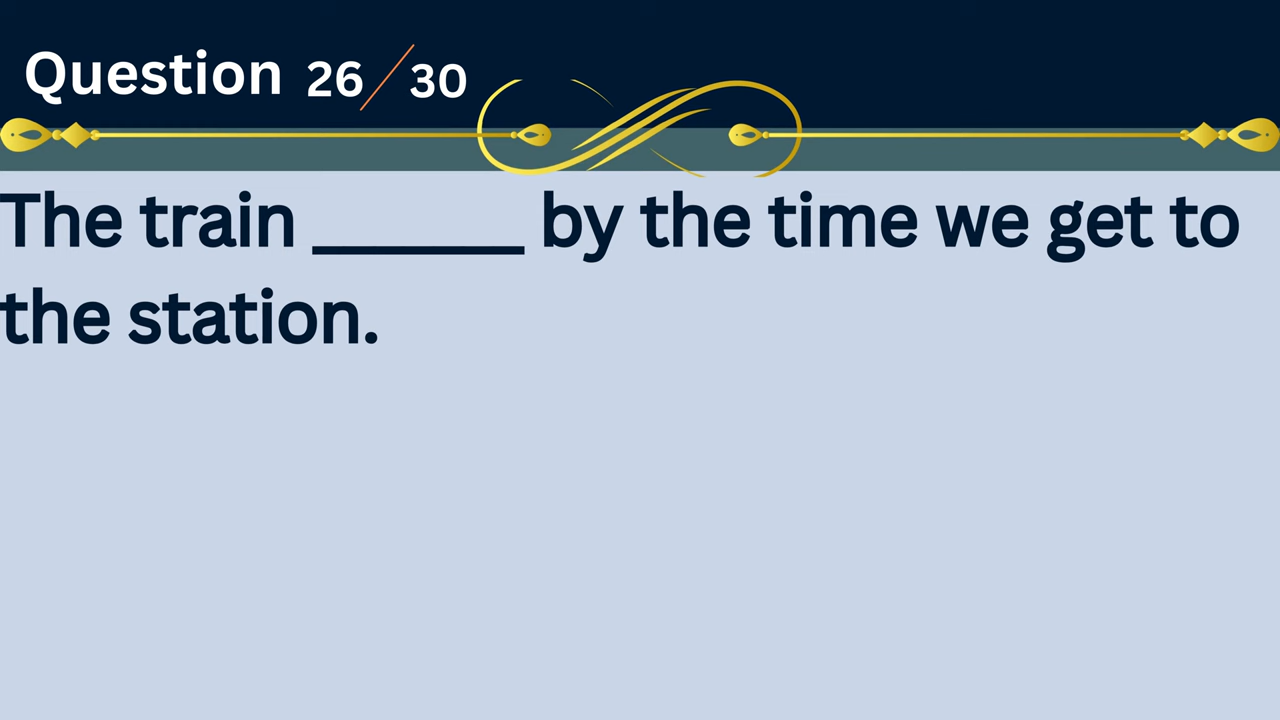 Question 26/30
The train ______ by the time we get to
the station.